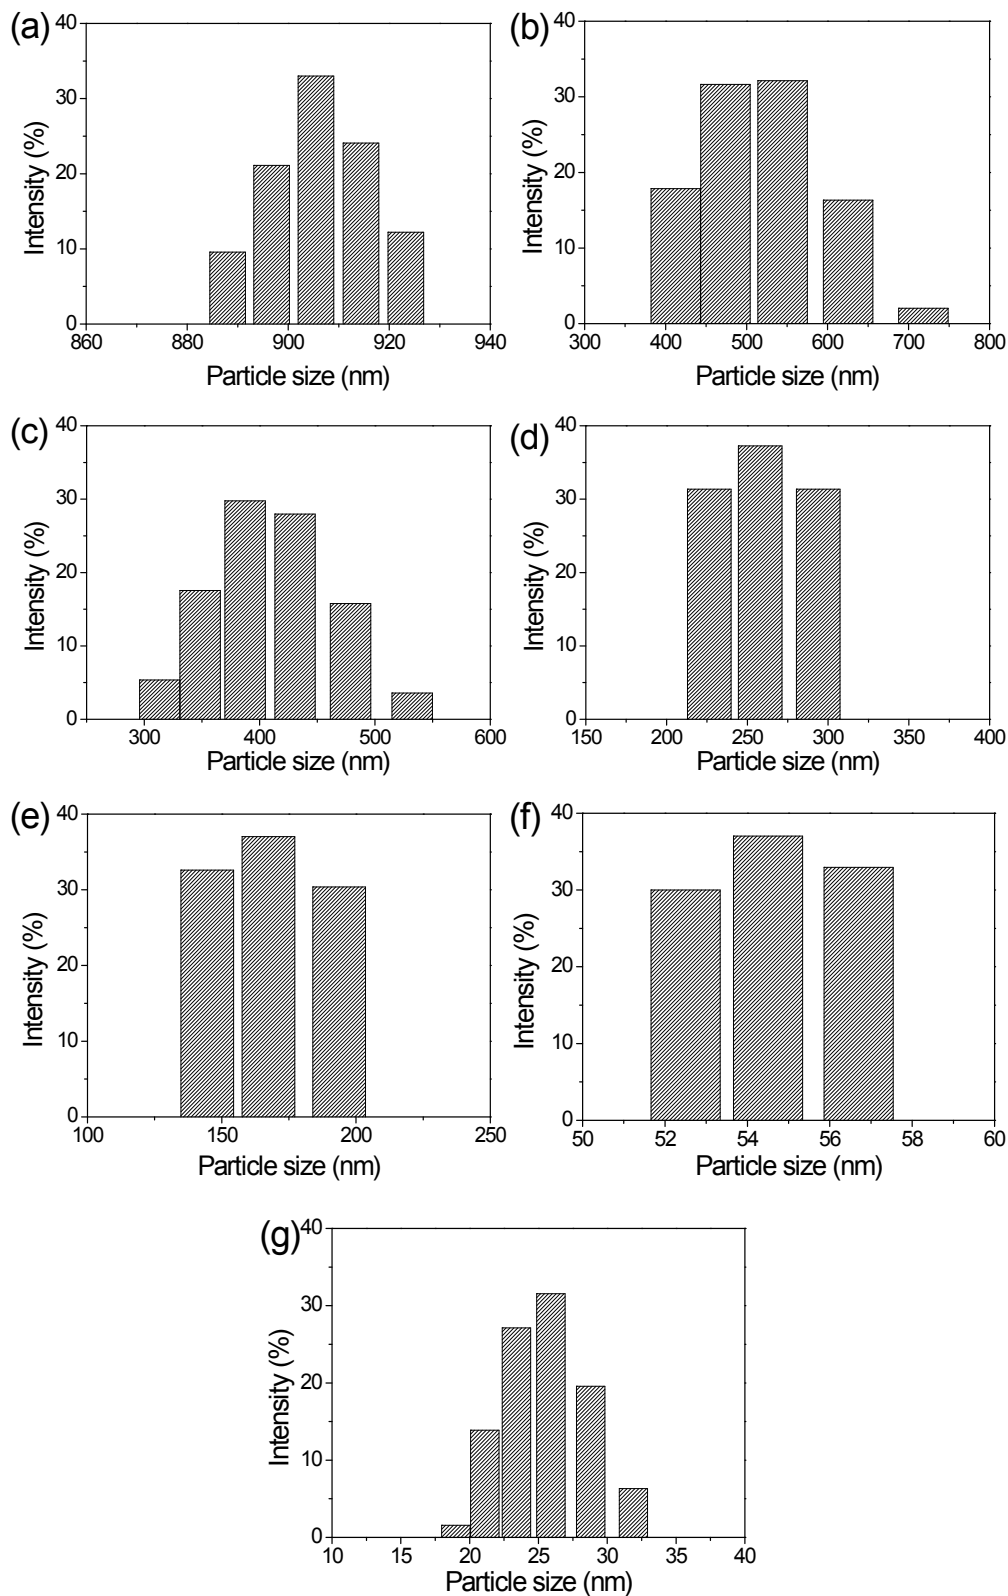 (a)
40
30
20
10
0
Intensity (%)
860 880 900 920 940
Particle size (nm)
(b)
40
30
20
10
0
Intensity (%)
300 400 500 600 700 800
Particle size (nm)
(c)
40
30
20
10
0
Intensity (%)
300 400 500 600
Particle size (nm)
(d)
40
30
20
10
0
Intensity (%)
150 200 250 300 350 400
Particle size (nm)
(e)
40
30
20
10
0
Intensity (%)
100 150 200 250
Particle size (nm)
(f)
40
30
20
10
0
Intensity (%)
50 52 54 56 58 60
Particle size (nm)
(g)
40
30
20
10
0
Intensity (%)
10 15 20 25 30 35 40
Particle size (nm)